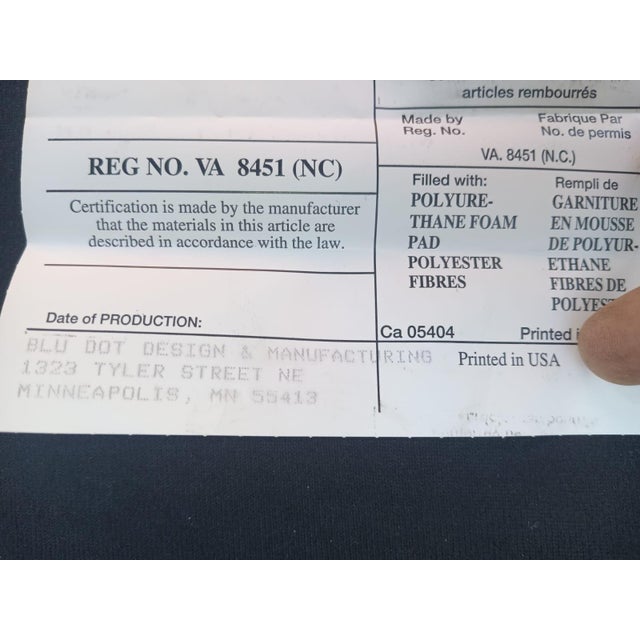 articles rembourrés
Made by Fabrique Par
Reg. No. No. de permis
VA. 8451 (N.C.)
REG NO. VA 8451 (NC)
Certification is made by the manufacturer
that the materials in this article are
described in accordance with the law.
Filled with: Rempli de
POLYURE- GARNITURE
THANE FOAM EN MOUSSE
PAD DE POLYUR-
POLYESTER ETHANE
FIBRES FIBRES DE
POLYES
Date of PRODUCTION:
Ca 05404 Printed
BLU DOT DESIGN & MANUFACTURING Printed in USA
1323 TYLER STREET NE
MINNEAPOLIS, MN 55413